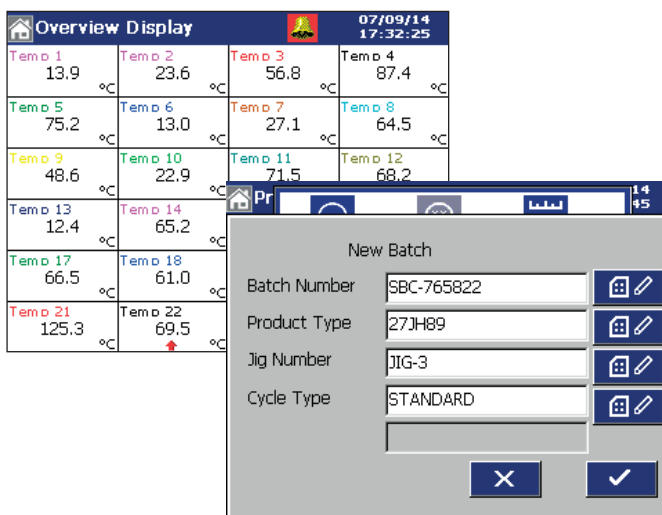 Overview Display
07/09/14
17:32:25
Temp 1 Temp 2 Temp 3 Temp 4
13.9 °C 23.6 °C 56.8 °C 87.4 °C
Temp 5 Temp 6 Temp 7 Temp 8
75.2 °C 13.0 °C 27.1 °C 64.5 °C
Temp 9 Temp 10 Temp 11 Temp 12
48.6 °C 22.9 °C 71.5 68.2
Temp 13 Temp 14
12.4 °C 65.2 °C
Temp 17 Temp 18
66.5 °C 61.0 °C
Temp 21 Temp 22
125.3 °C 69.5 °C
Pr
14
45
New Batch
Batch Number SBC-765822
Product Type 27JH89
Jig Number JIG-3
Cycle Type STANDARD